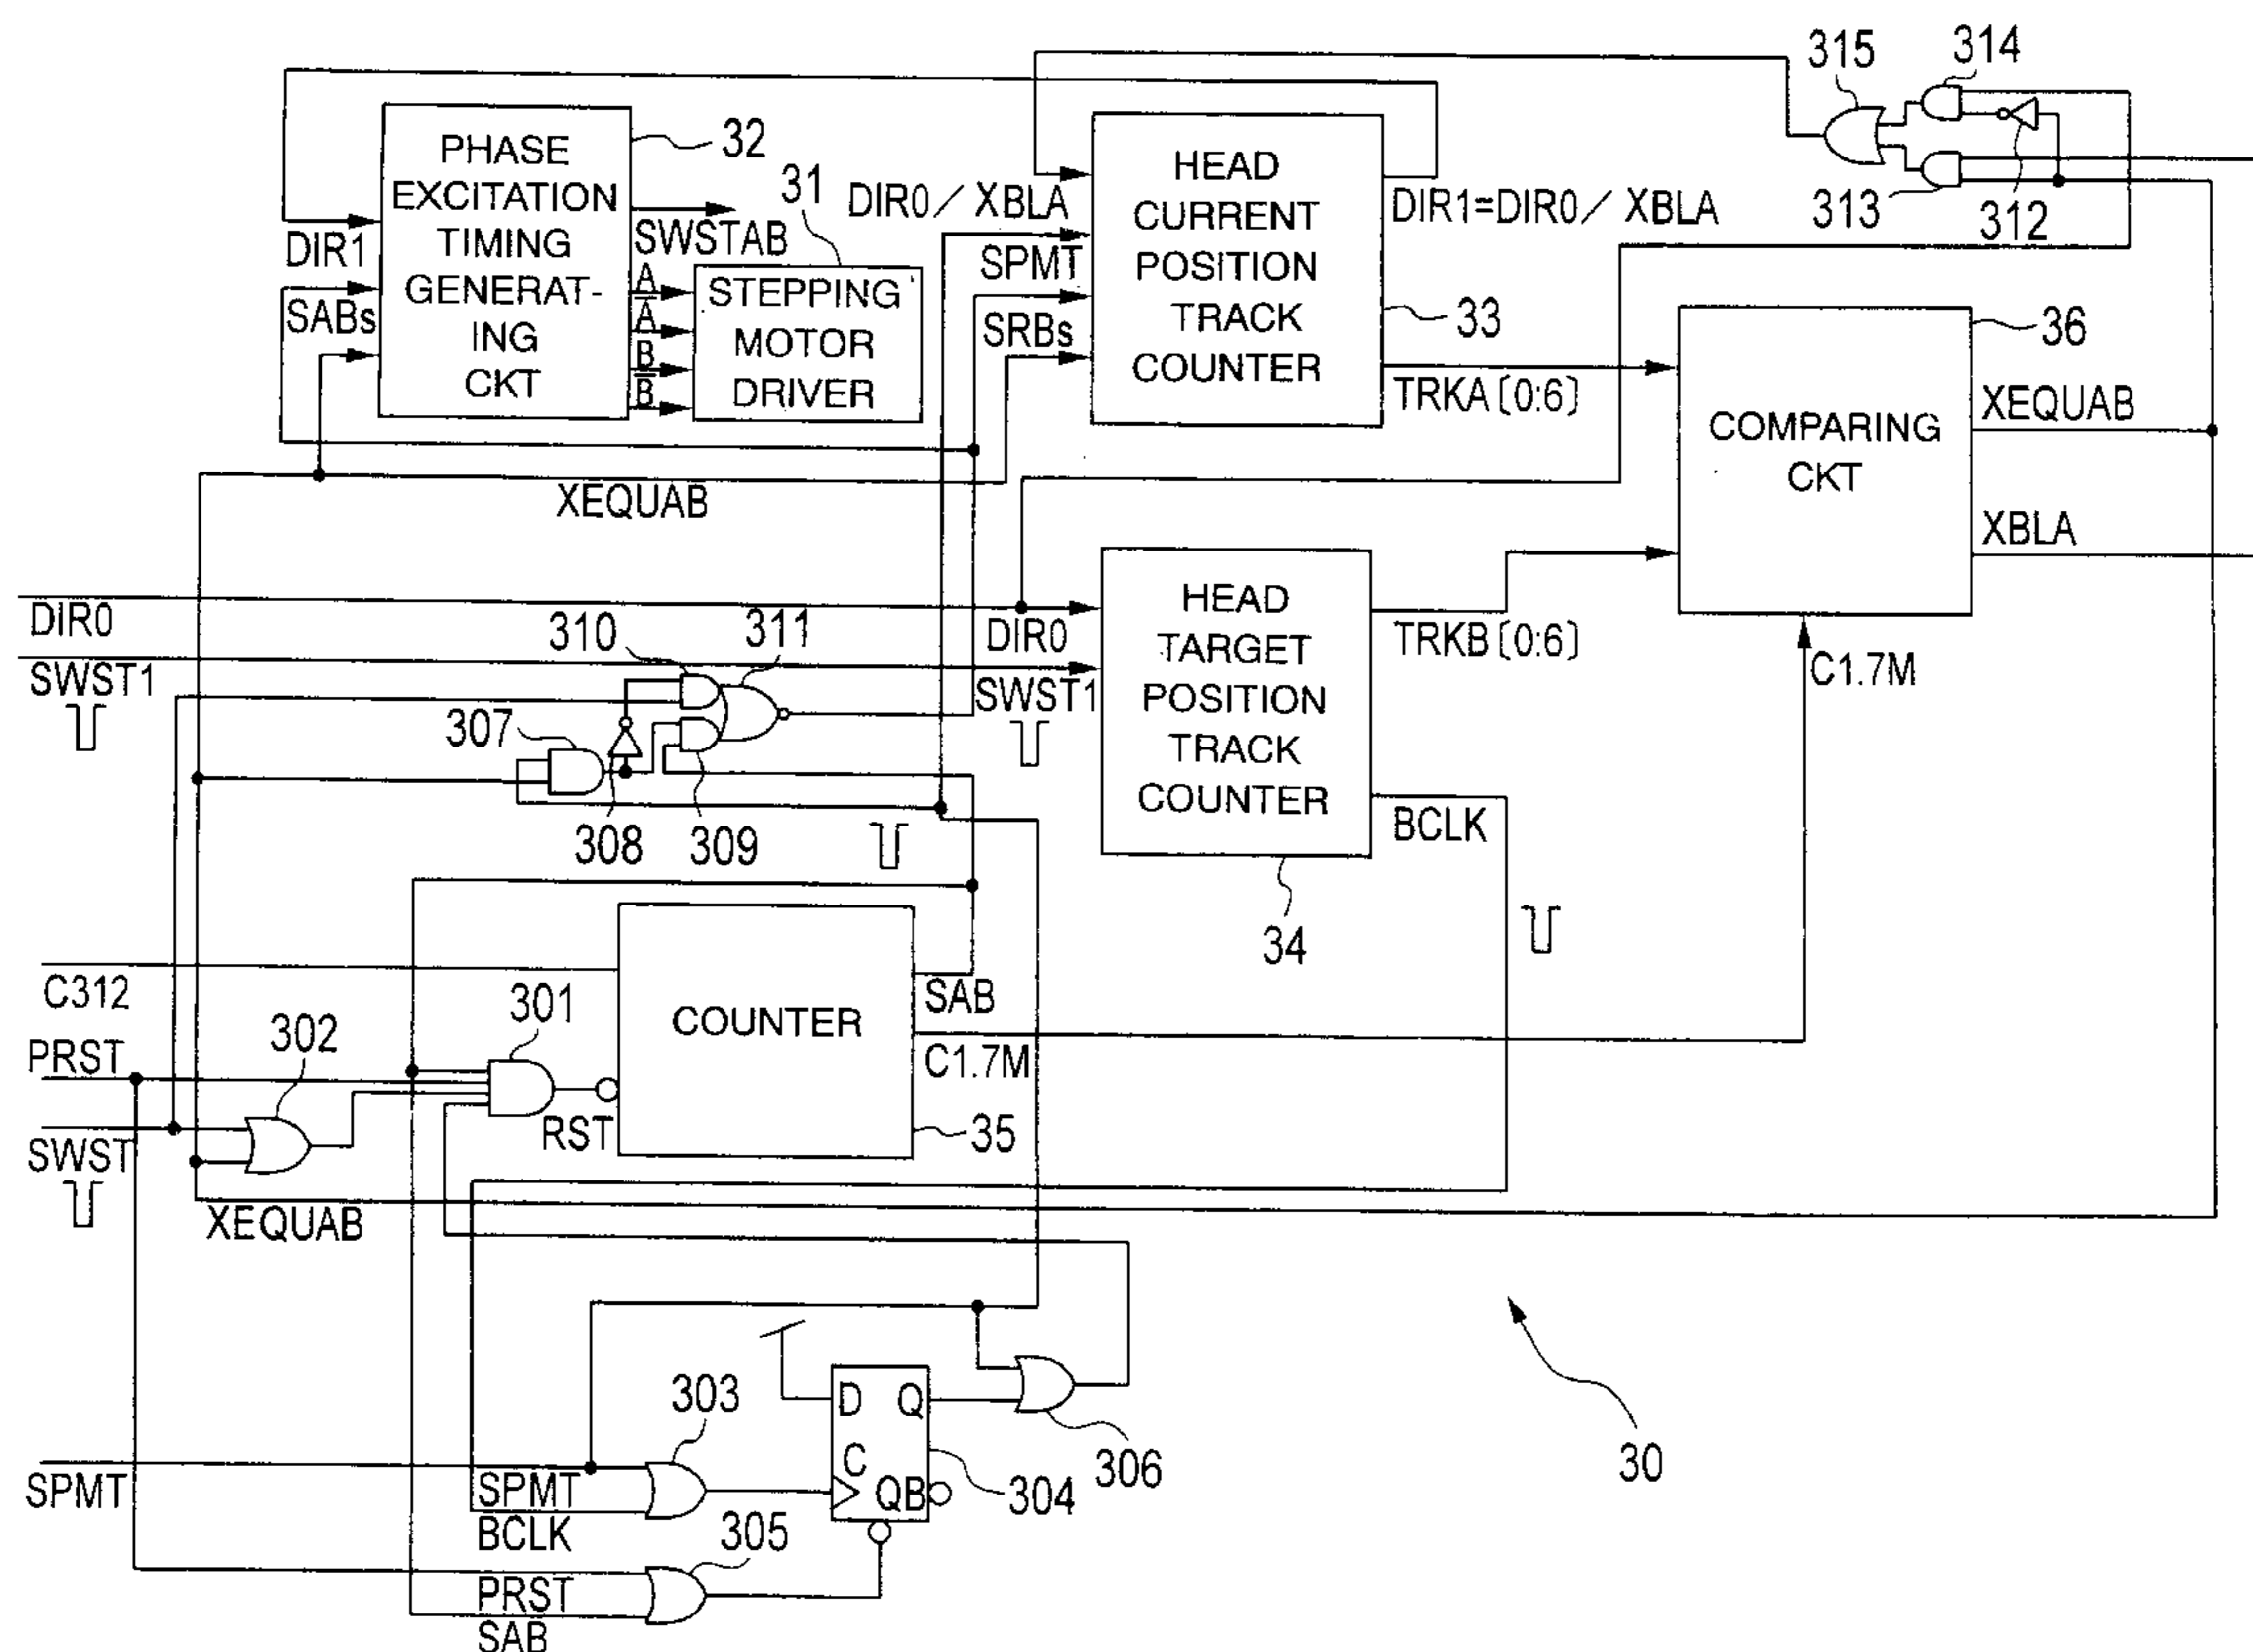 315
314
PHASE
EXCITATION
TIMING
GENERAT-
ING
CKT
32
SWSTAB
31
DIR1
SABs
A
A
B
B
STEPPING
MOTOR
DRIVER
DIR0 / XBLA
SPMT
SRBs
HEAD
CURRENT
POSITION
TRACK
COUNTER
DIR1=DIR0 / XBLA
33
TRKA [0:6]
313
312
36
COMPARING
CKT
XEQUAB
XBLA
XEQUAB
DIR0
SWST1
310
311
DIR0
SWST1
HEAD
TARGET
POSITION
TRACK
COUNTER
TRKB [0:6]
C1.7M
307
308
309
BCLK
34
C312
COUNTER
SAB
C1.7M
301
302
PRST
RST
35
SWST
XEQUAB
303
D
Q
C
QB
304
306
30
SPMT
SPMT
BCLK
305
PRST
SAB